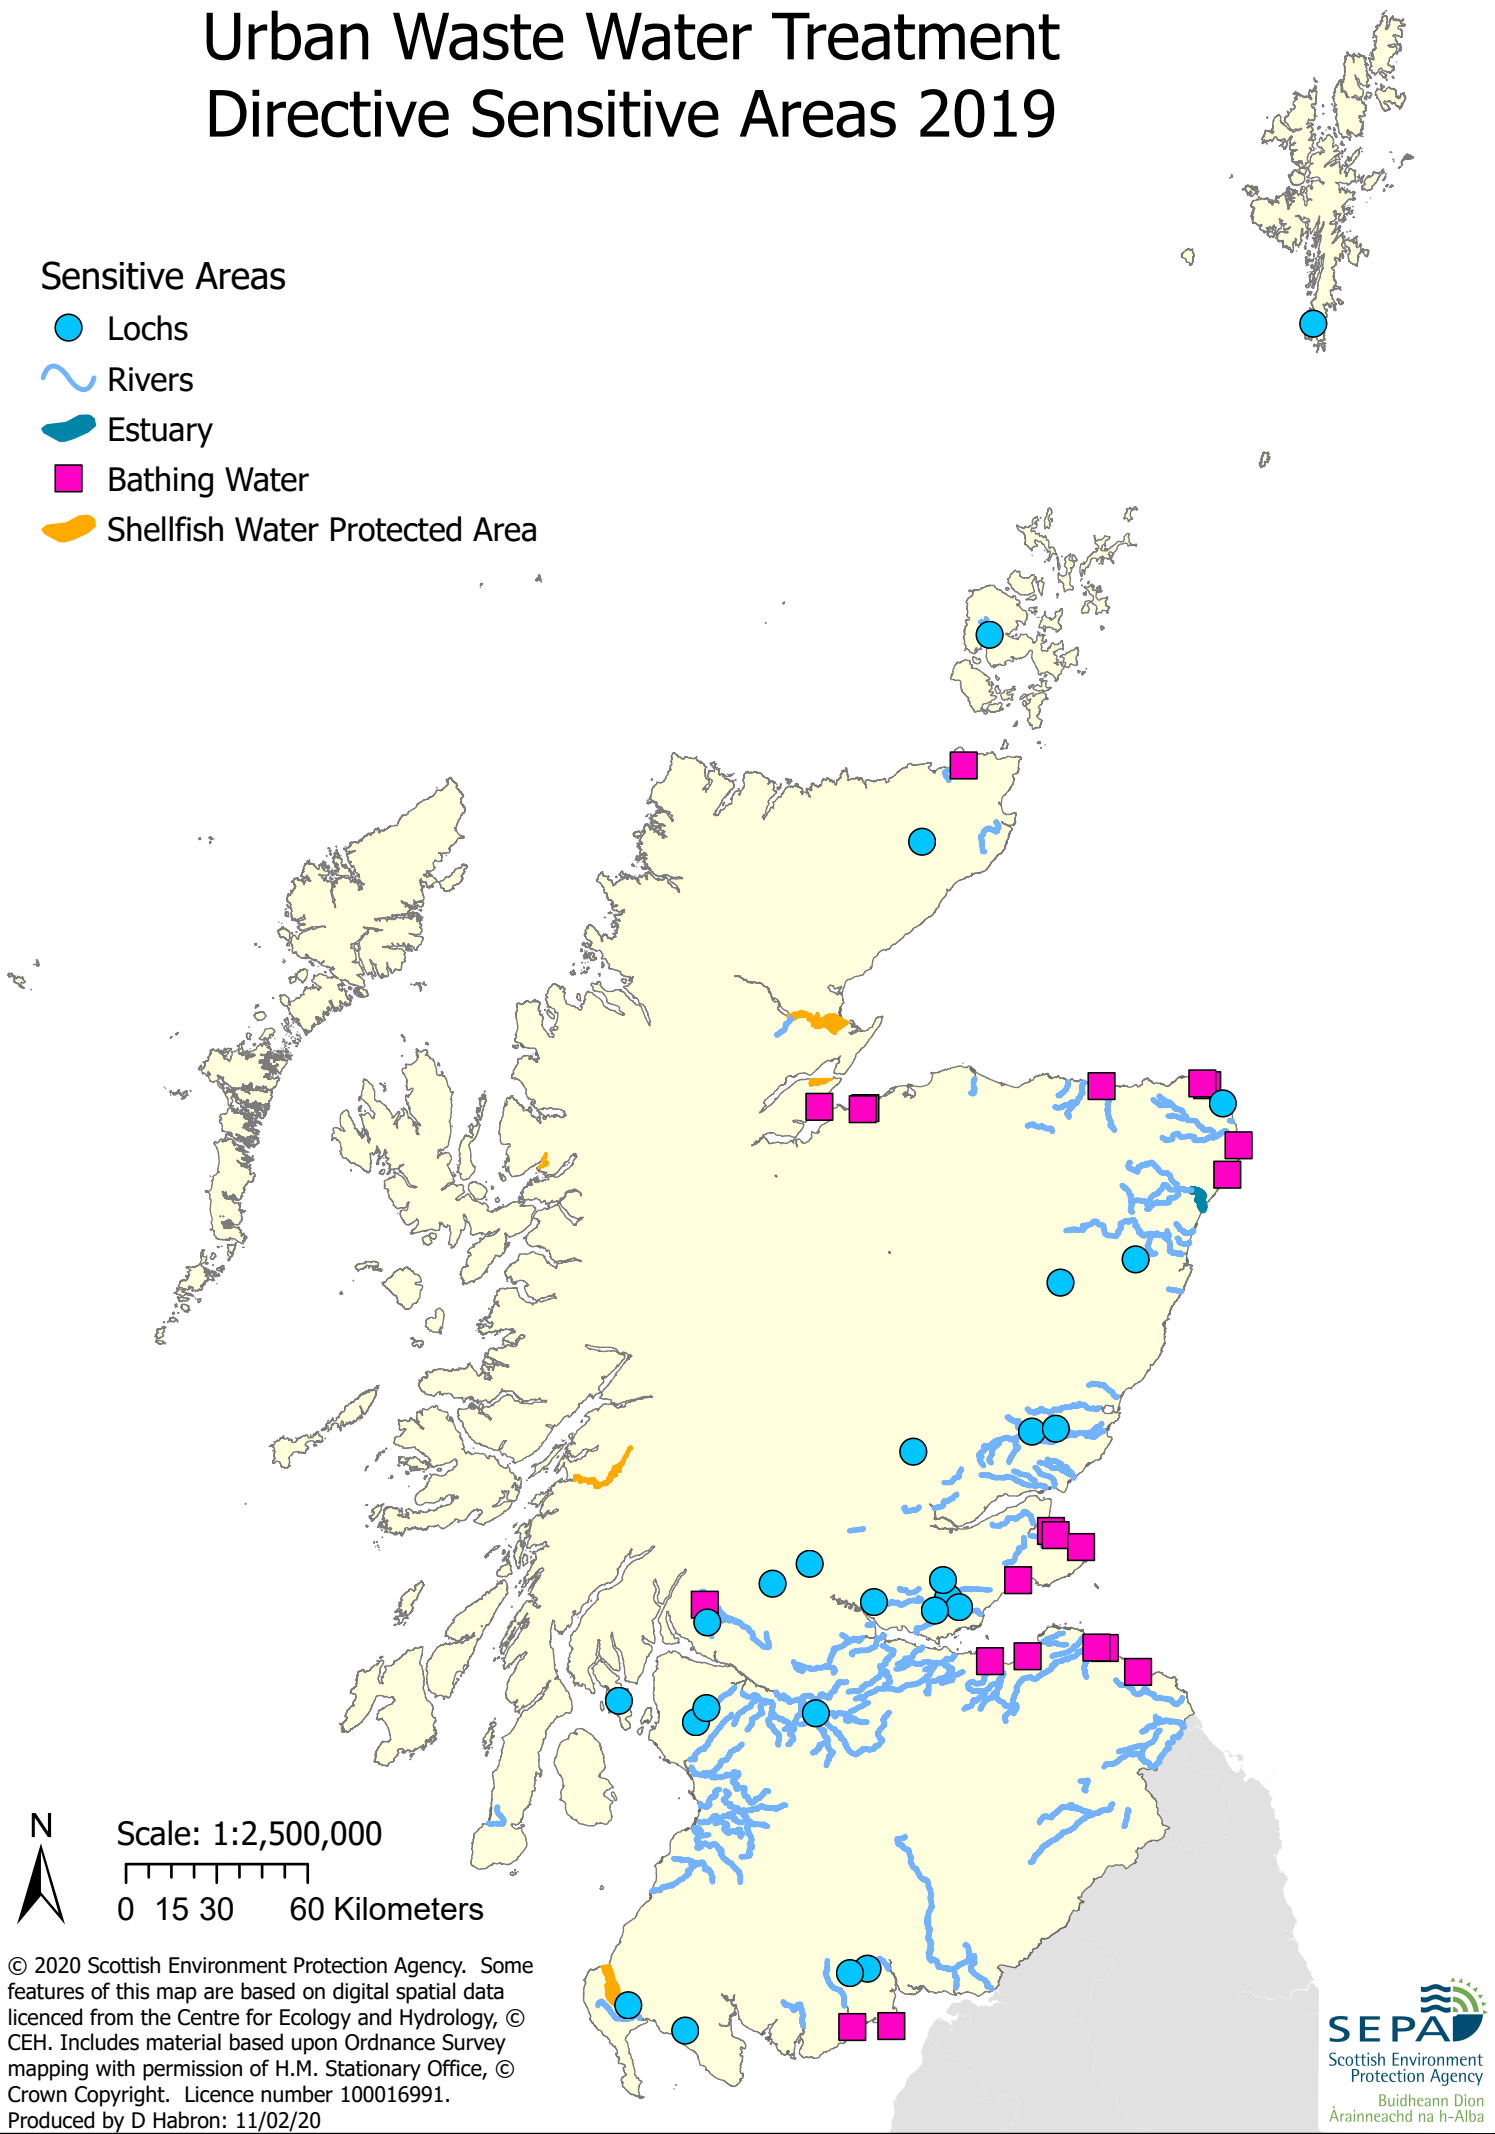 Urban Waste Water Treatment
Directive Sensitive Areas 2019
Sensitive Areas
Lochs
Rivers
Estuary
Bathing Water
Shellfish Water Protected Area
N
Scale: 1:2,500,000
0 15 30 60 Kilometers
© 2020 Scottish Environment Protection Agency. Some
features of this map are based on digital spatial data
licenced from the Centre for Ecology and Hydrology, ©
CEH. Includes material based upon Ordnance Survey
mapping with permission of H.M. Stationary Office, ©
Crown Copyright. Licence number 100016991.
Produced by D Habron: 11/02/20
SEPA
Scottish Environment
Protection Agency
Buidheann Dìon
Àrainneachd na h-Alba